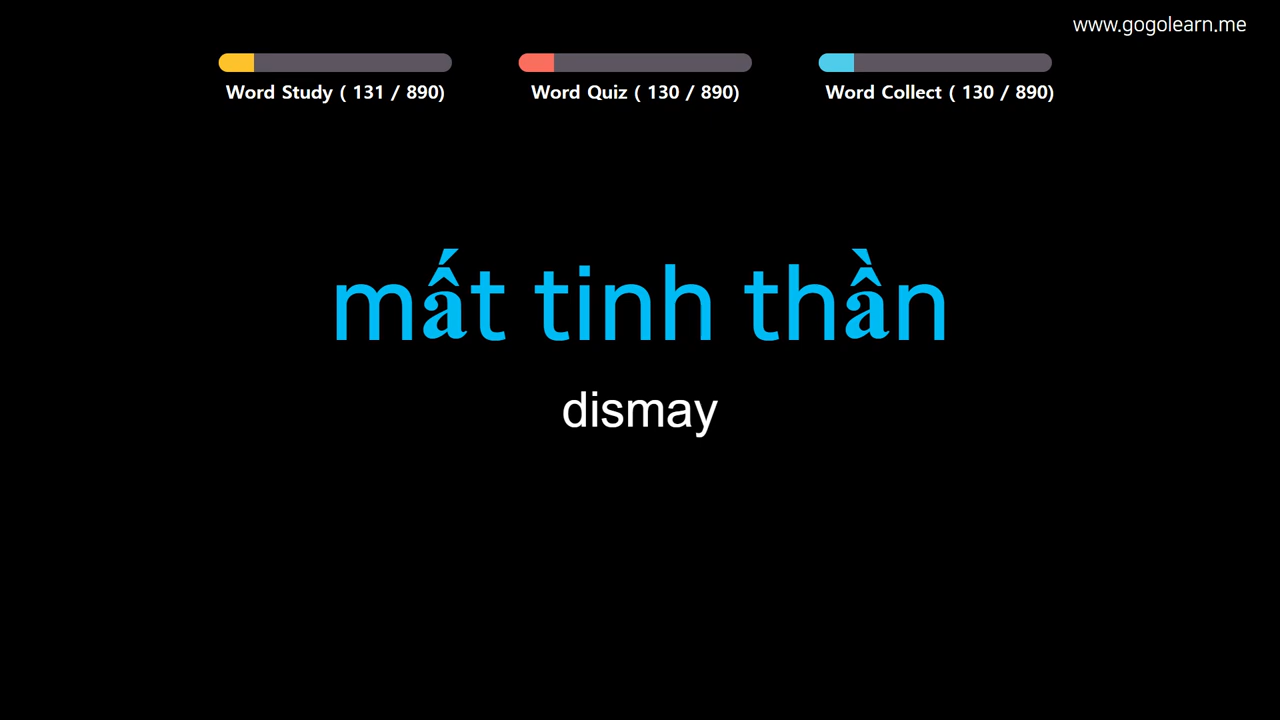 www.gogolearn.me
Word Study ( 131 / 890)
Word Quiz ( 130 / 890)
Word Collect ( 130 / 890)
mất tinh thần
dismay